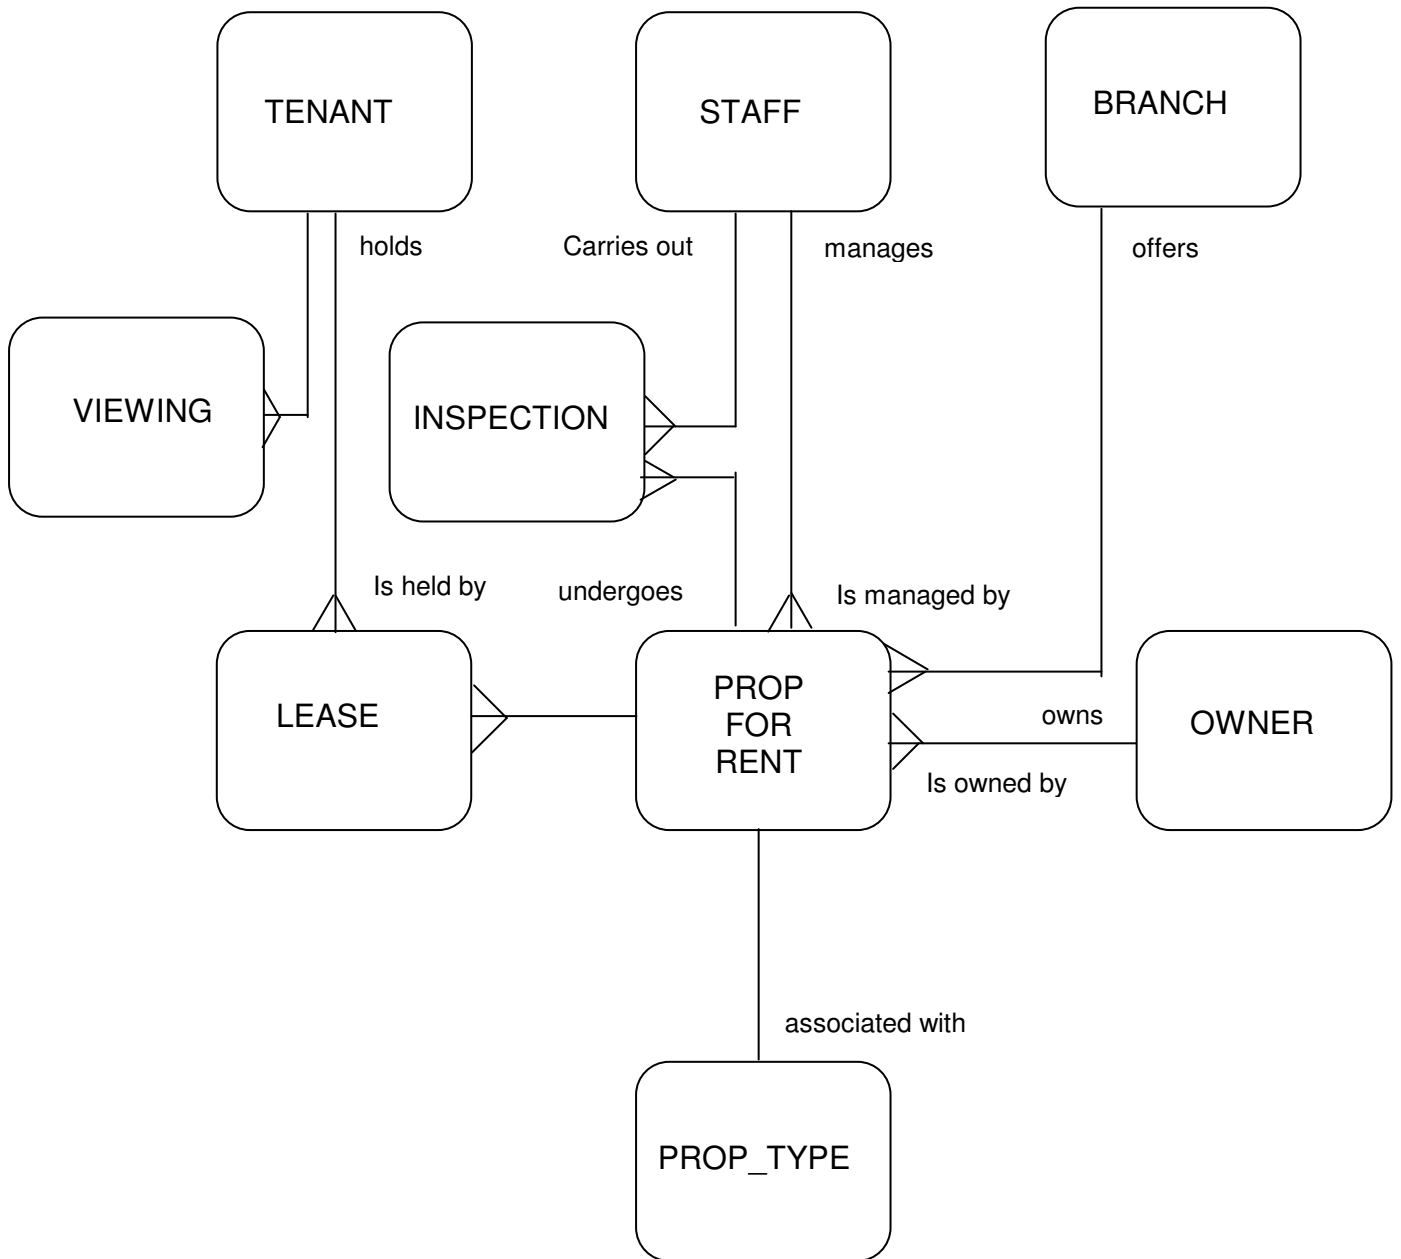 TENANT
STAFF
BRANCH
holds
Carries out
manages
offers
VIEWING
INSPECTION
Is held by
undergoes
Is managed by
LEASE
PROP
FOR
RENT
owns
OWNER
Is owned by
associated with
PROP_TYPE